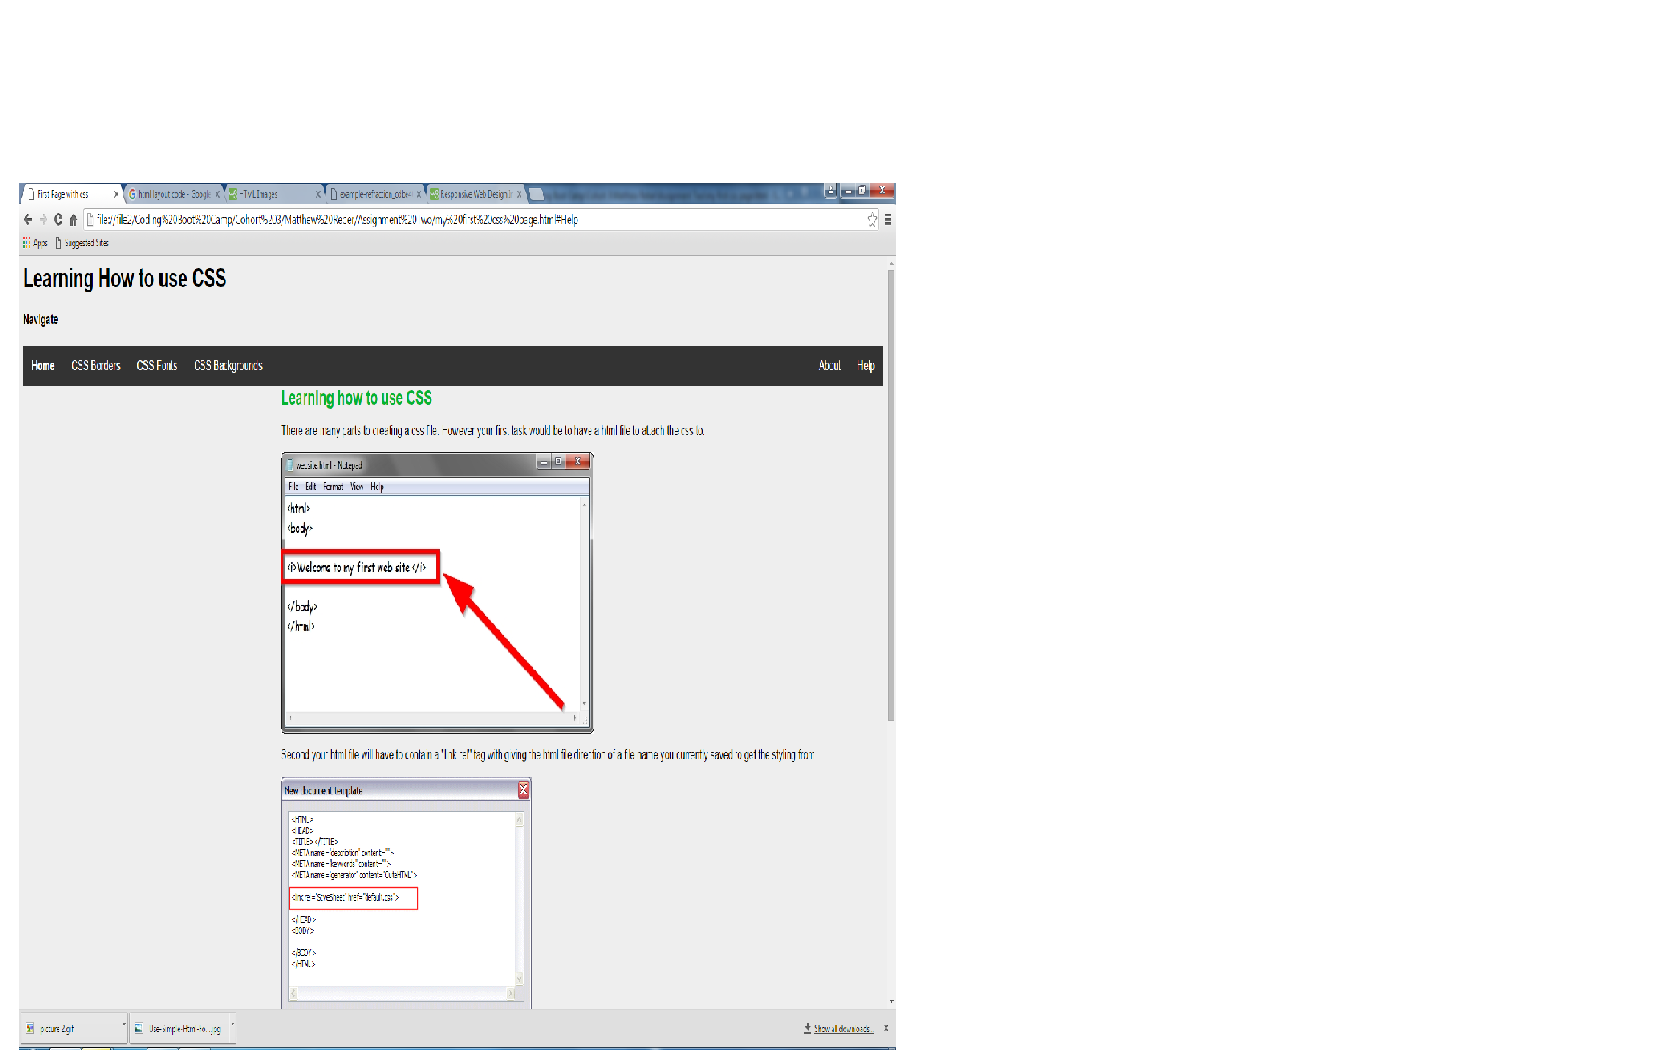 First Page with css
html layout code - Google
HTML Images
example-refraction_cdb
Responsive Web Design In
file://file2/Coding%20Boot%20Camp/Cohort%203/Matthew%20Reber/Assignment%20Two/my%20first%20css%20page.html#Help
Apps Suggested Sites
Learning How to use CSS
Navigate
Home CSS Borders CSS Fonts CSS Backgrounds About Help
Learning how to use CSS
There are many parts to creating a css file. However your first task would be to have a html file to attach the css to.
website.html - Notepad
File Edit Format View Help
<html>
<body>
<i>Welcome to my first web site </i>
</body>
</html>
Second your html file will have to contain a "link rel" tag with giving the html file direction of a file name you currently saved to get the styling from
New document template
<HTML>
<HEAD>
<TITLE></TITLE>
<META name="description" content="">
<META name="keywords" content="">
<META name="generator" content="CuteHTML">
<link rel="StyleSheet" href="default.css">
</HEAD>
<BODY>
</BODY>
</HTML>
picture 2.gif
Use-Simple-Html-to....jpg
Show all downloads...